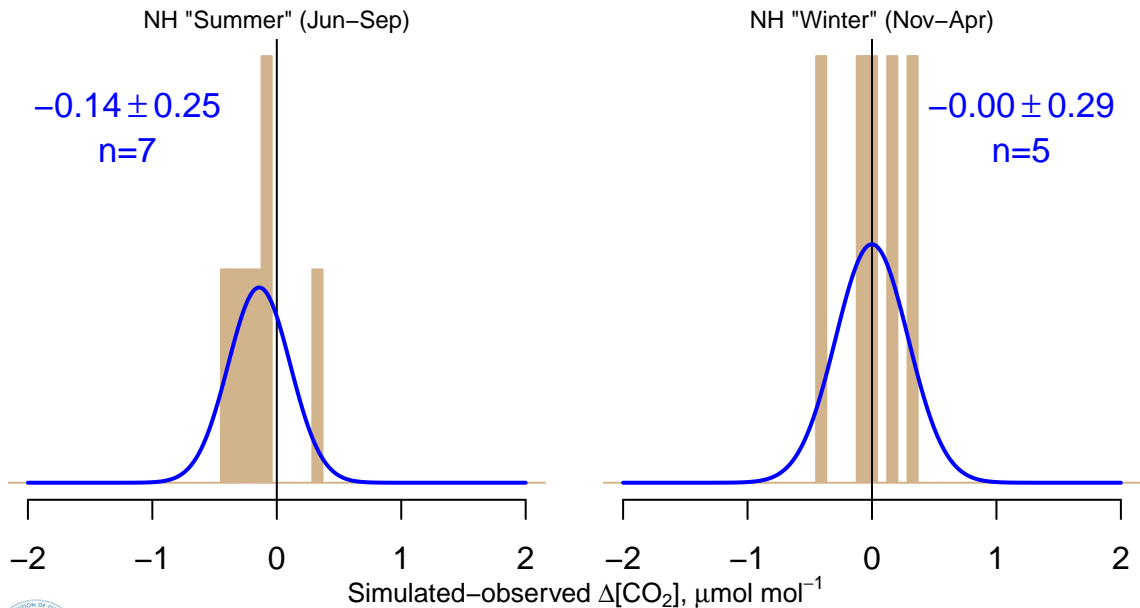 NH "Summer" (Jun−Sep)
NH "Winter" (Nov−Apr)
−0.14 ± 0.25
n=7
−0.00 ± 0.29
n=5
−2 −1 0 1 2
−2 −1 0 1 2
Simulated−observed Δ[CO₂], μmol mol⁻¹